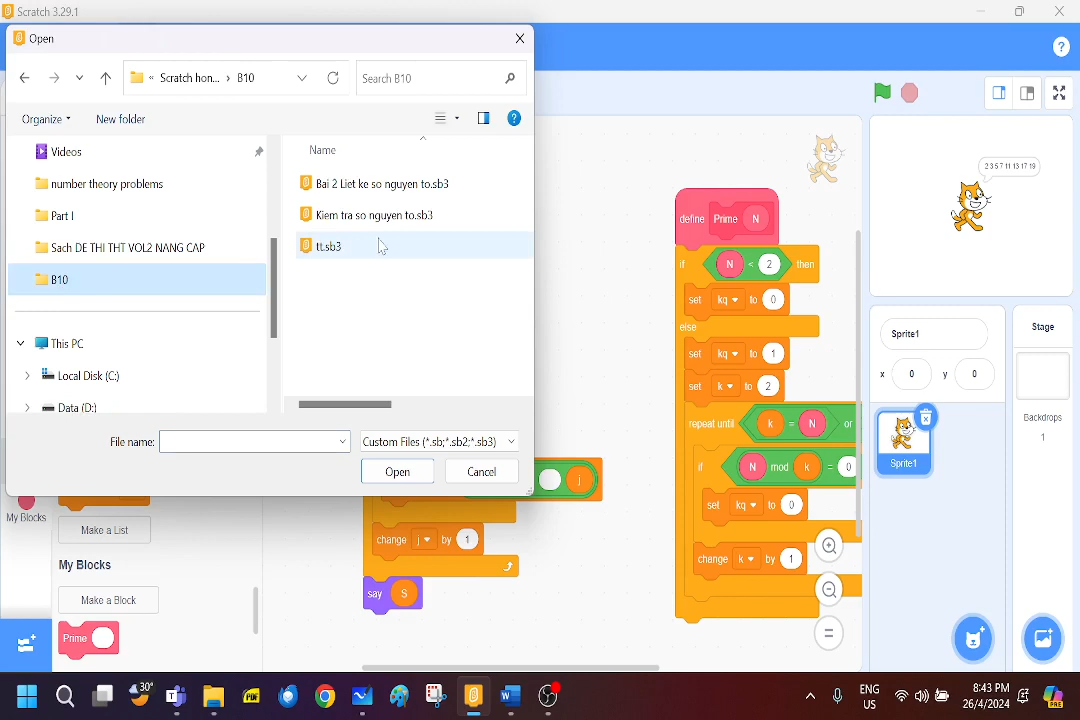 Scratch 3.29.1
Open
« Scratch hon... › B10
Search B10
Organize
New folder
Videos
number theory problems
Part I
Sach DE THI THT VOL2 NANG CAP
B10
This PC
Local Disk (C:)
Data (D:)
Name
Bai 2 Liet ke so nguyen to.sb3
Kiem tra so nguyen to.sb3
tt.sb3
File name:
Custom Files (*.sb;*.sb2;*.sb3)
Open
Cancel
define Prime N
if N < 2 then
set kq to 0
else
set kq to 1
set k to 2
repeat until k = N or
if N mod k = 0
set kq to 0
change k by 1
j
change j by 1
say S
My Blocks
Make a List
My Blocks
Make a Block
Prime
2 3 5 7 11 13 17 19
Sprite1
x 0 y 0
Sprite1
Stage
Backdrops
1
30°
PDF
ENG
US
8:43 PM
26/4/2024
PRE